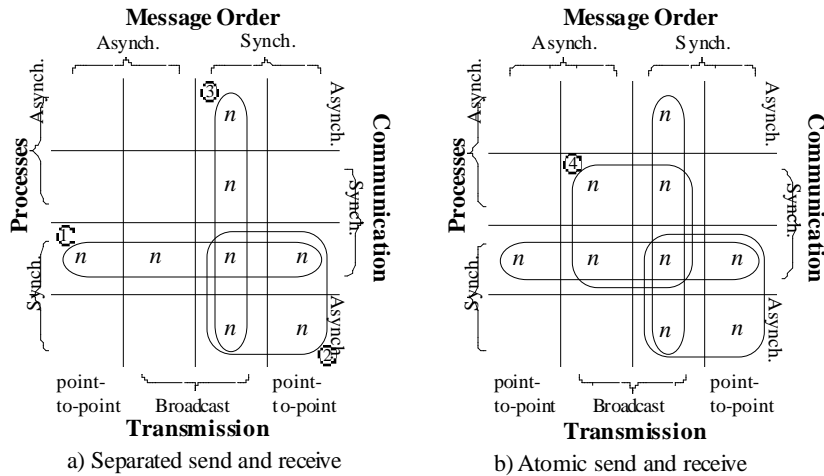 Message Order
Asynch. Synch.
Processes
Asynch.
Synch.
Communication
Asynch.
Synch.
Asynch.
3
n
n
1
n n n n
n n
2
point-to-point
Broadcast
point-to-point
Transmission
a) Separated send and receive
Message Order
Asynch. Synch.
Processes
Asynch.
Synch.
Communication
Asynch.
Synch.
Asynch.
n
4
n n
n n n n
n n
point-to-point
Broadcast
point-to-point
Transmission
b) Atomic send and receive